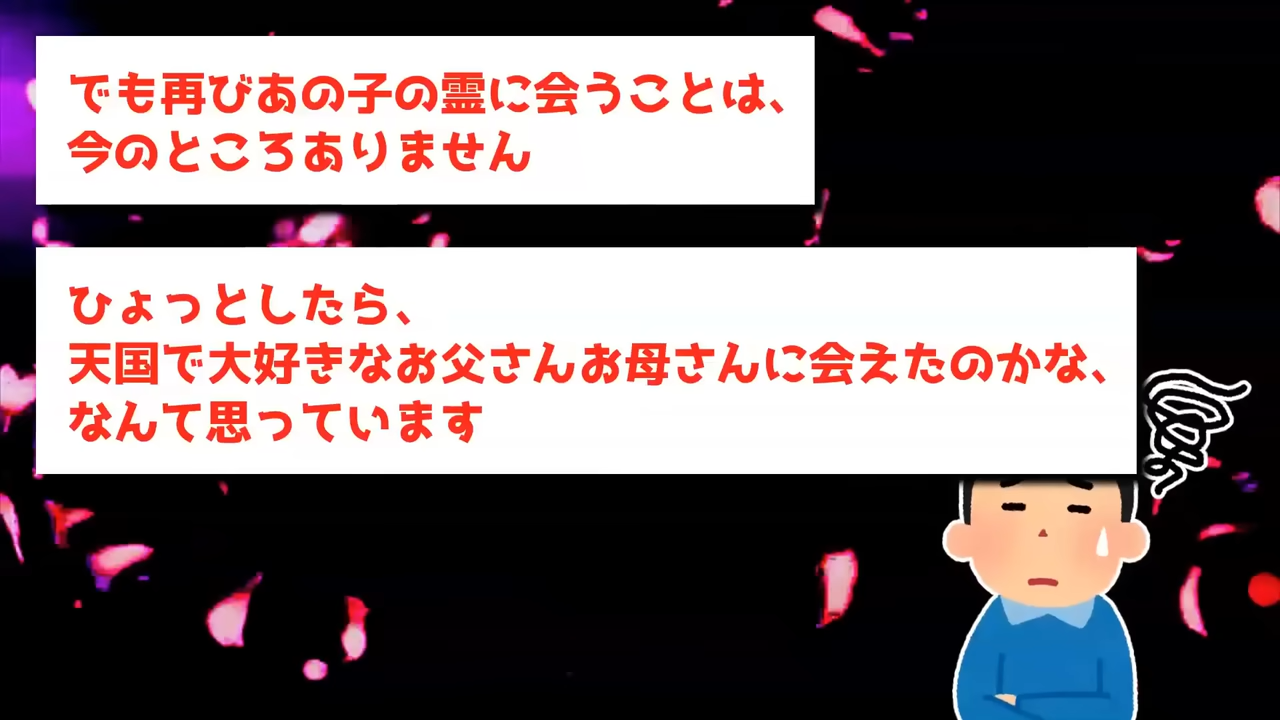 でも再びあの子の霊に会うことは、
今のところありません
ひょっとしたら、
天国で大好きなお父さんお母さんに会えたのかな、
なんて思っています